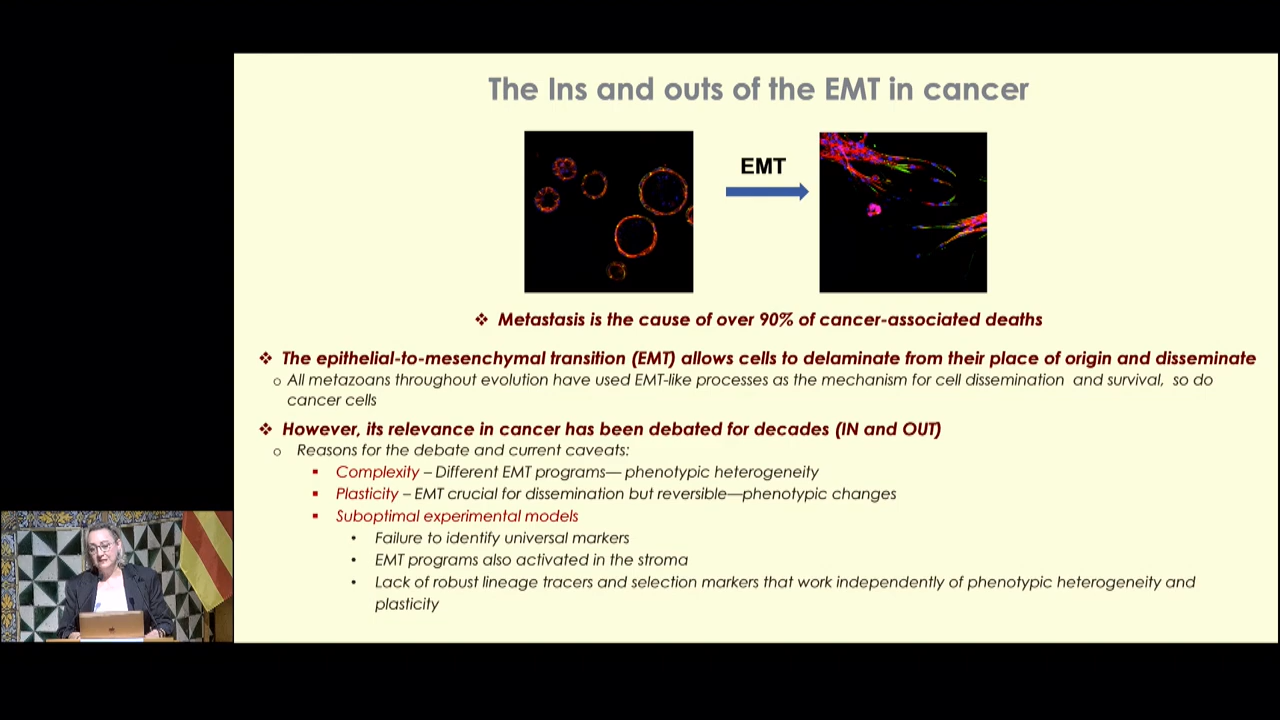 The Ins and outs of the EMT in cancer
EMT
❖ Metastasis is the cause of over 90% of cancer-associated deaths
❖ The epithelial-to-mesenchymal transition (EMT) allows cells to delaminate from their place of origin and disseminate
o All metazoans throughout evolution have used EMT-like processes as the mechanism for cell dissemination and survival, so do
cancer cells
❖ However, its relevance in cancer has been debated for decades (IN and OUT)
o Reasons for the debate and current caveats:
▪ Complexity – Different EMT programs— phenotypic heterogeneity
▪ Plasticity – EMT crucial for dissemination but reversible—phenotypic changes
▪ Suboptimal experimental models
• Failure to identify universal markers
• EMT programs also activated in the stroma
• Lack of robust lineage tracers and selection markers that work independently of phenotypic heterogeneity and
plasticity